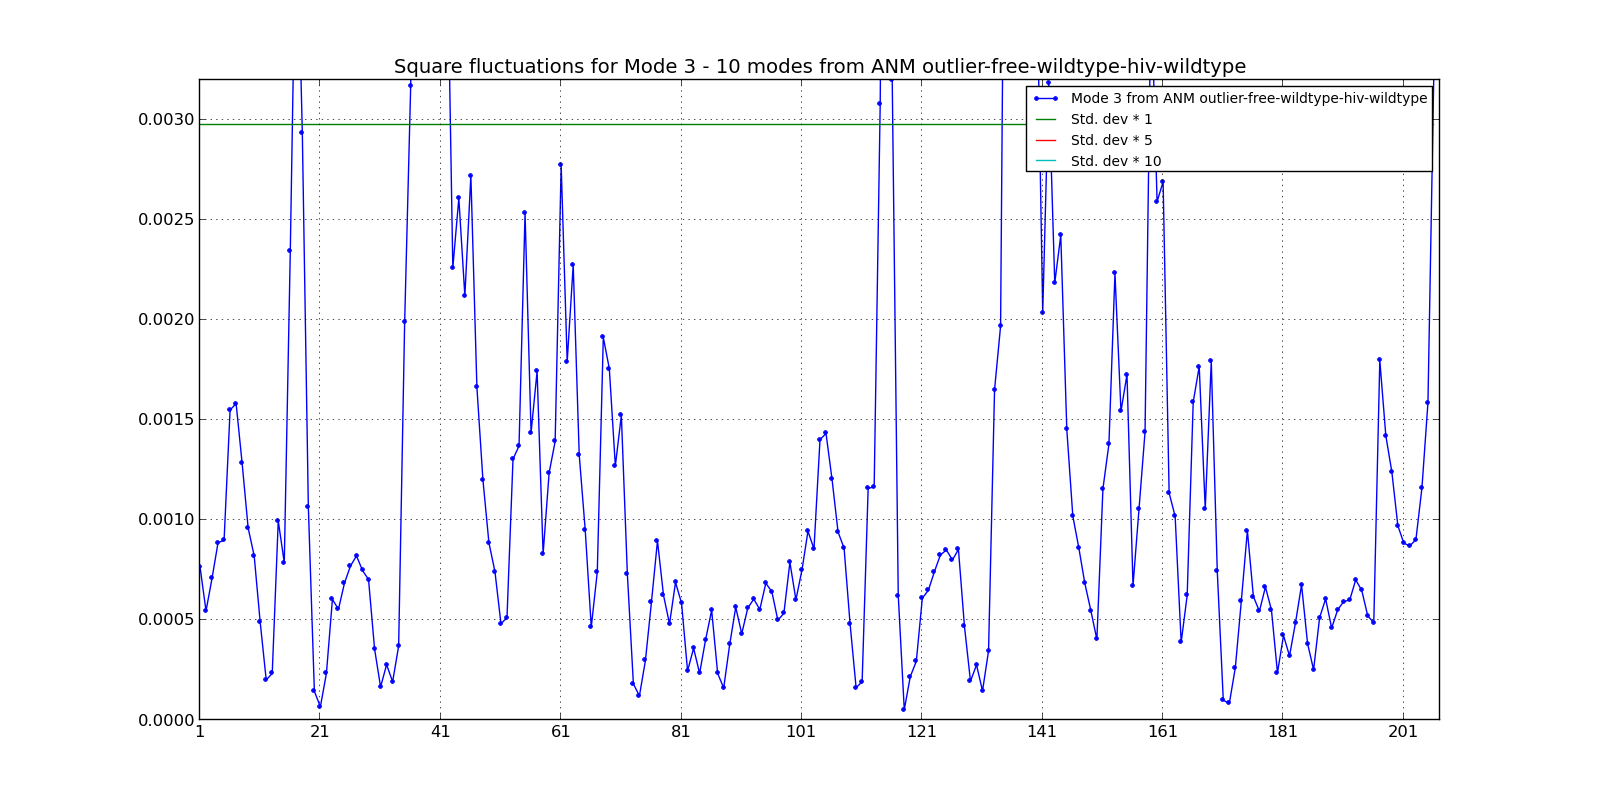 Square fluctuations for Mode 3 - 10 modes from ANM outlier-free-wildtype-hiv-wildtype
Mode 3 from ANM outlier-free-wildtype-hiv-wildtype
Std. dev * 1
Std. dev * 5
Std. dev * 10
0.0030
0.0025
0.0020
0.0015
0.0010
0.0005
0.0000
1 21 41 61 81 101 121 141 161 181 201